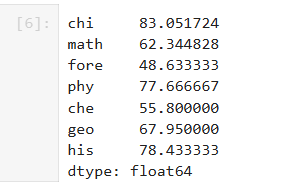 [6]:
chi 83.051724
math 62.344828
fore 48.633333
phy 77.666667
che 55.800000
geo 67.950000
his 78.433333
dtype: float64